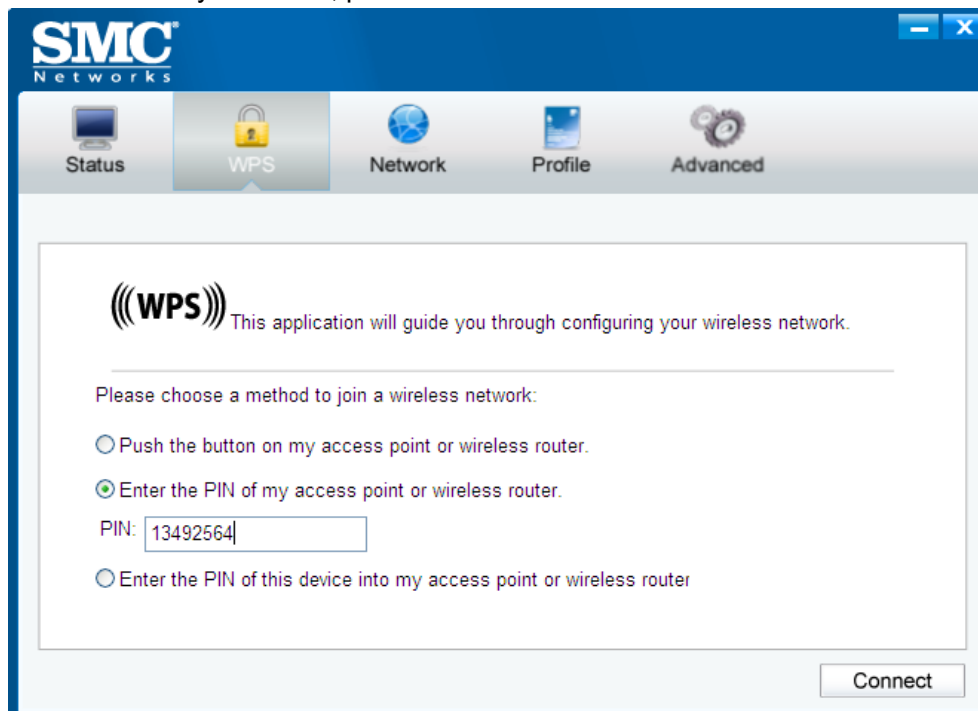 SMC
Networks
Status WPS Network Profile Advanced
(((WPS))) This application will guide you through configuring your wireless network.
Please choose a method to join a wireless network:
Push the button on my access point or wireless router.
Enter the PIN of my access point or wireless router.
PIN: 13492564
Enter the PIN of this device into my access point or wireless router
Connect